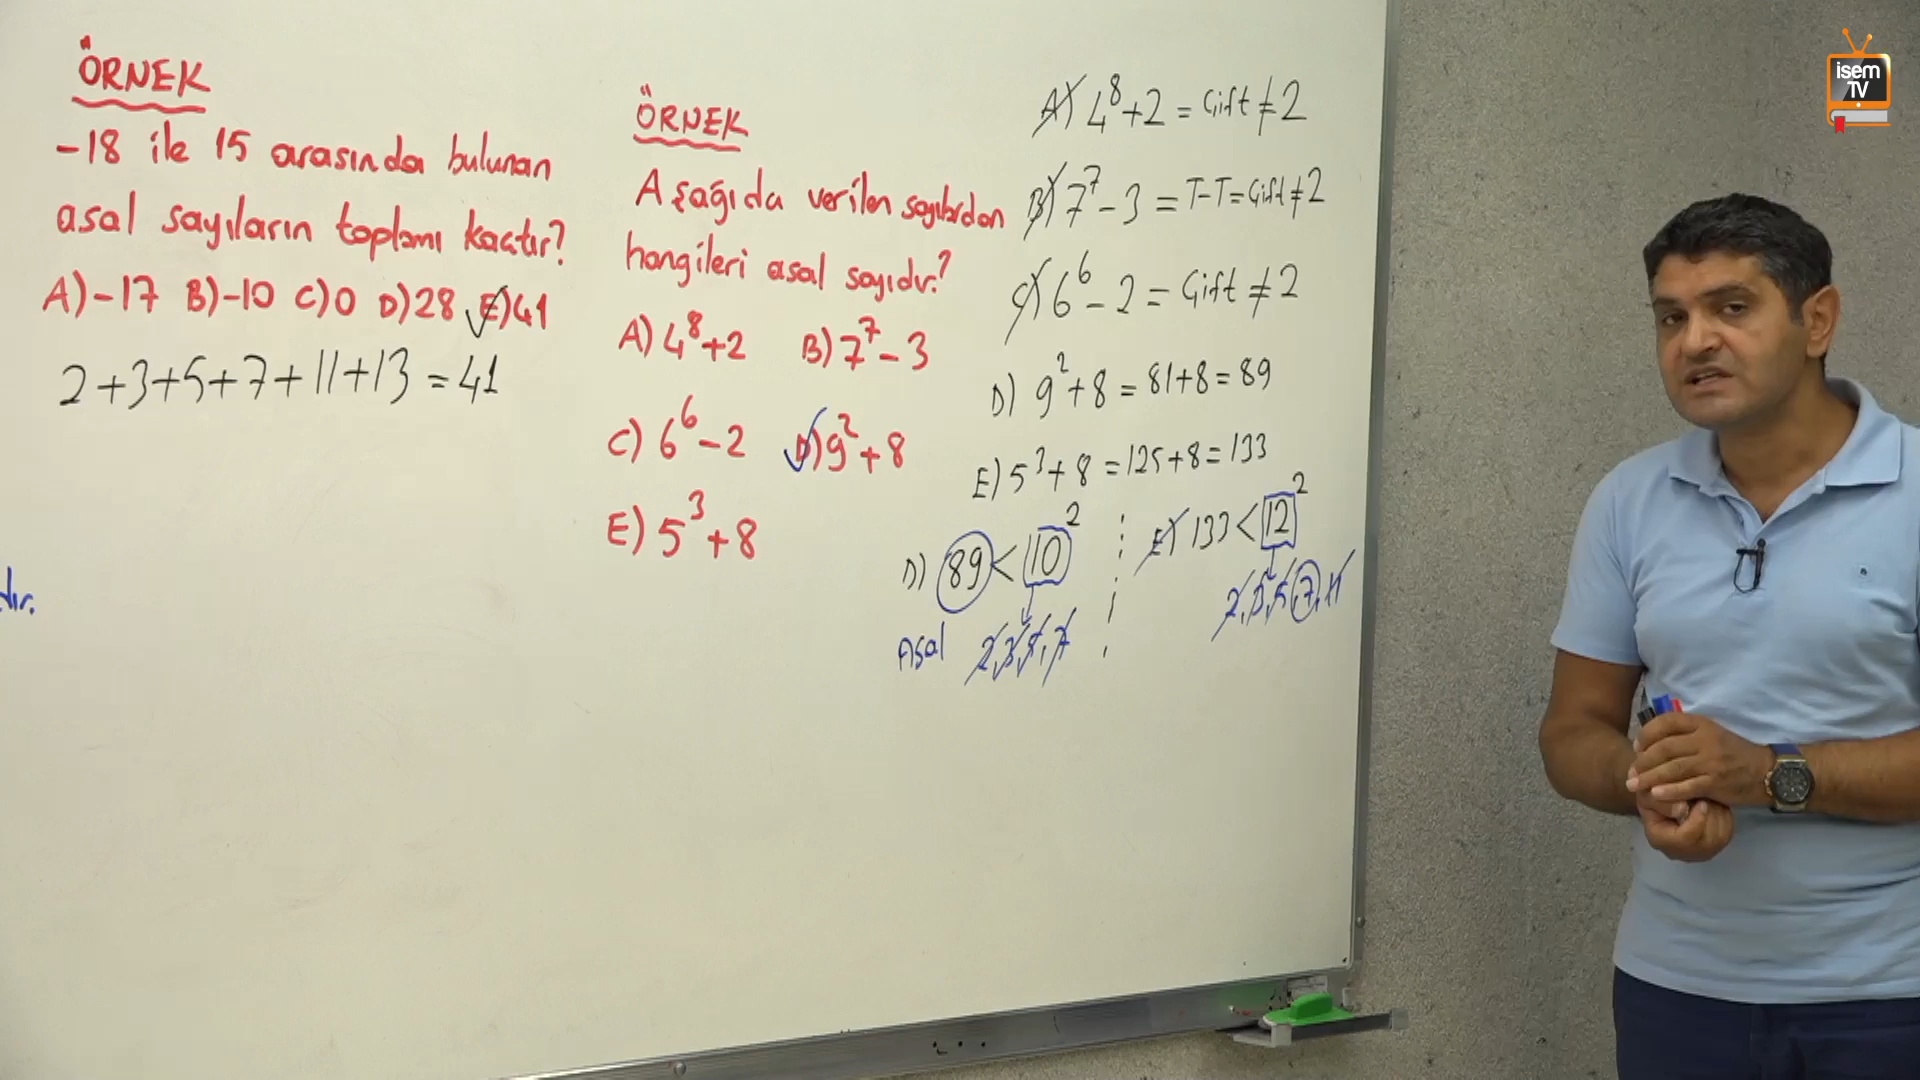 ÖRNEK
-18 ile 15 arasında bulunan
asal sayıların toplamı kaçtır?
A)-17 B)-10 C)0 D)28 E)41
2+3+5+7+11+13=41
dır.
ÖRNEK
Aşağıda verilen sayılardan
hangileri asal sayıdır?
A) 4⁸+2 B) 7⁷-3
C) 6⁶-2 D) 9²+8
E) 5³+8
A) 4⁸+2 = Çift ≠ 2
B) 7⁷-3 = T-T = Çift ≠ 2
C) 6⁶-2 = Çift ≠ 2
D) 9²+8 = 81+8 = 89
E) 5³+8 = 125+8 = 133
D) 89 < 10²
Asal 2,3,5,7
E) 133 < 12²
2,3,5,7,11
isem
TV